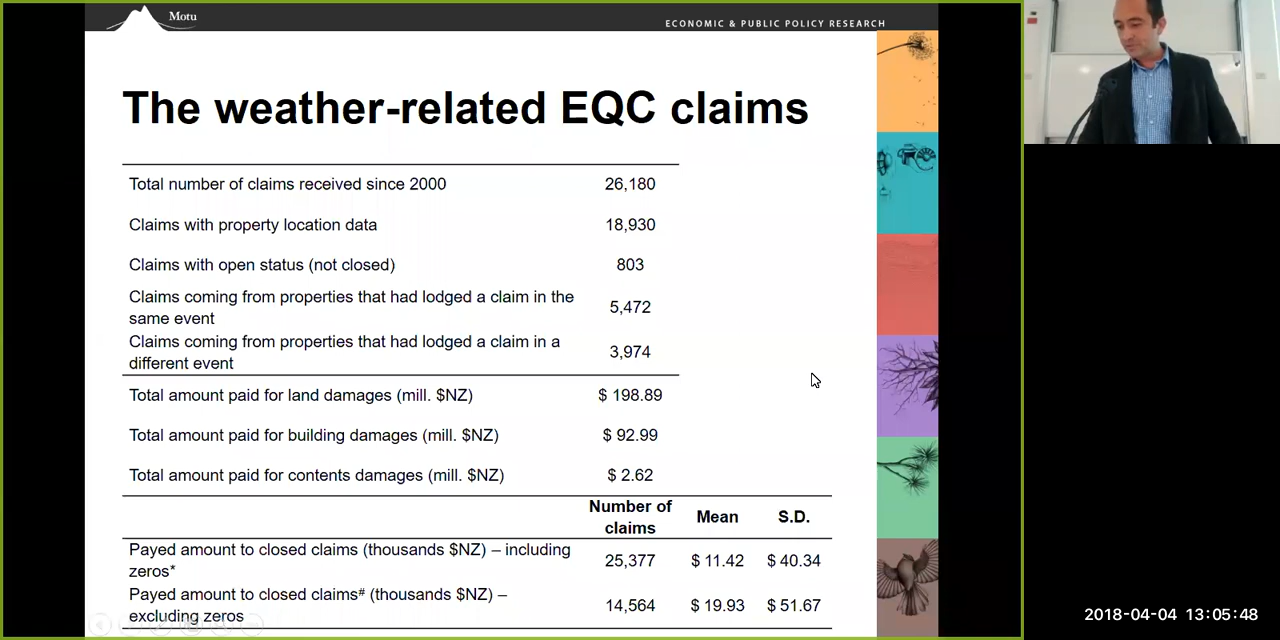 Motu
ECONOMIC & PUBLIC POLICY RESEARCH
The weather-related EQC claims
Total number of claims received since 2000 26,180
Claims with property location data 18,930
Claims with open status (not closed) 803
Claims coming from properties that had lodged a claim in the
same event 5,472
Claims coming from properties that had lodged a claim in a
different event 3,974
Total amount paid for land damages (mill. $NZ) $ 198.89
Total amount paid for building damages (mill. $NZ) $ 92.99
Total amount paid for contents damages (mill. $NZ) $ 2.62
Number of
claims Mean S.D.
Payed amount to closed claims (thousands $NZ) – including
zeros* 25,377 $ 11.42 $ 40.34
Payed amount to closed claims# (thousands $NZ) –
excluding zeros 14,564 $ 19.93 $ 51.67
2018-04-04 13:05:48